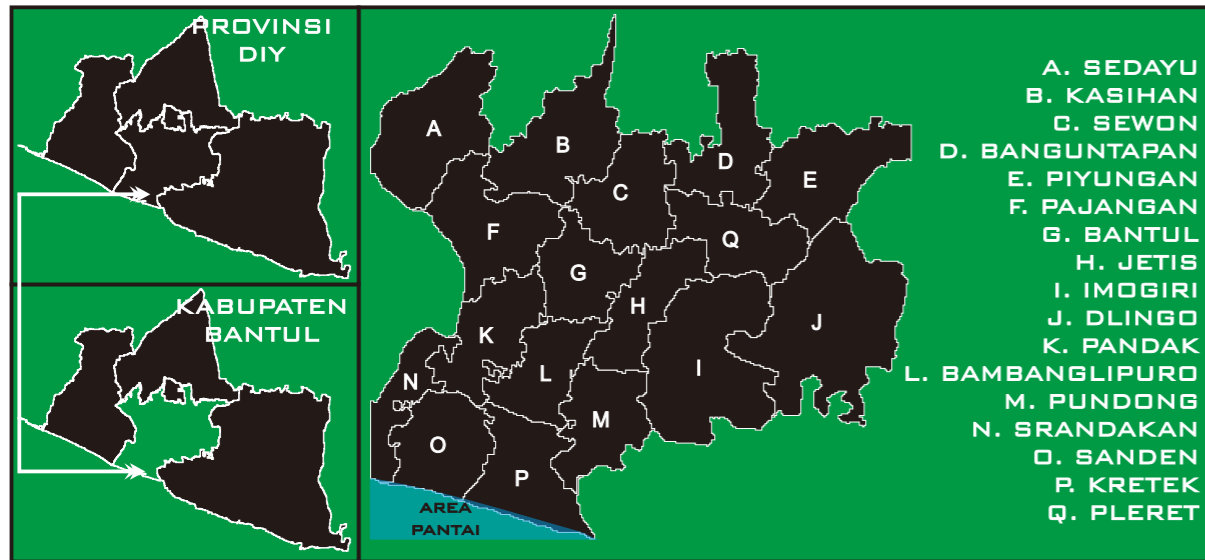 PROVINSI
DIY
KABUPATEN
BANTUL
A
B
C
D
E
F
Q
G
H
J
K
I
L
N
M
O
P
AREA
PANTAI
A. SEDAYU
B. KASIHAN
C. SEWON
D. BANGUNTAPAN
E. PIYUNGAN
F. PAJANGAN
G. BANTUL
H. JETIS
I. IMOGIRI
J. DLINGO
K. PANDAK
L. BAMBANGLIPURO
M. PUNDONG
N. SRANDAKAN
O. SANDEN
P. KRETEK
Q. PLERET